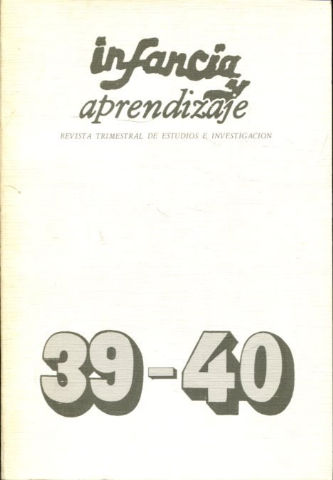 infancia
y
aprendizaje
REVISTA TRIMESTRAL DE ESTUDIOS E INVESTIGACION
39-40